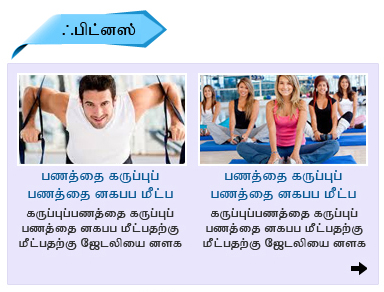 ஃபிட்னஸ்
பணத்தை கருப்புப்
பணத்தை னகபப மீட்ப
கருப்புப்பணத்தை கருப்புப்
பணத்தை னகபப மீட்பதற்கு
மீட்பதற்கு ஜேடலியை னளக
பணத்தை கருப்புப்
பணத்தை னகபப மீட்ப
கருப்புப்பணத்தை கருப்புப்
பணத்தை னகபப மீட்பதற்கு
மீட்பதற்கு ஜேடலியை னளக